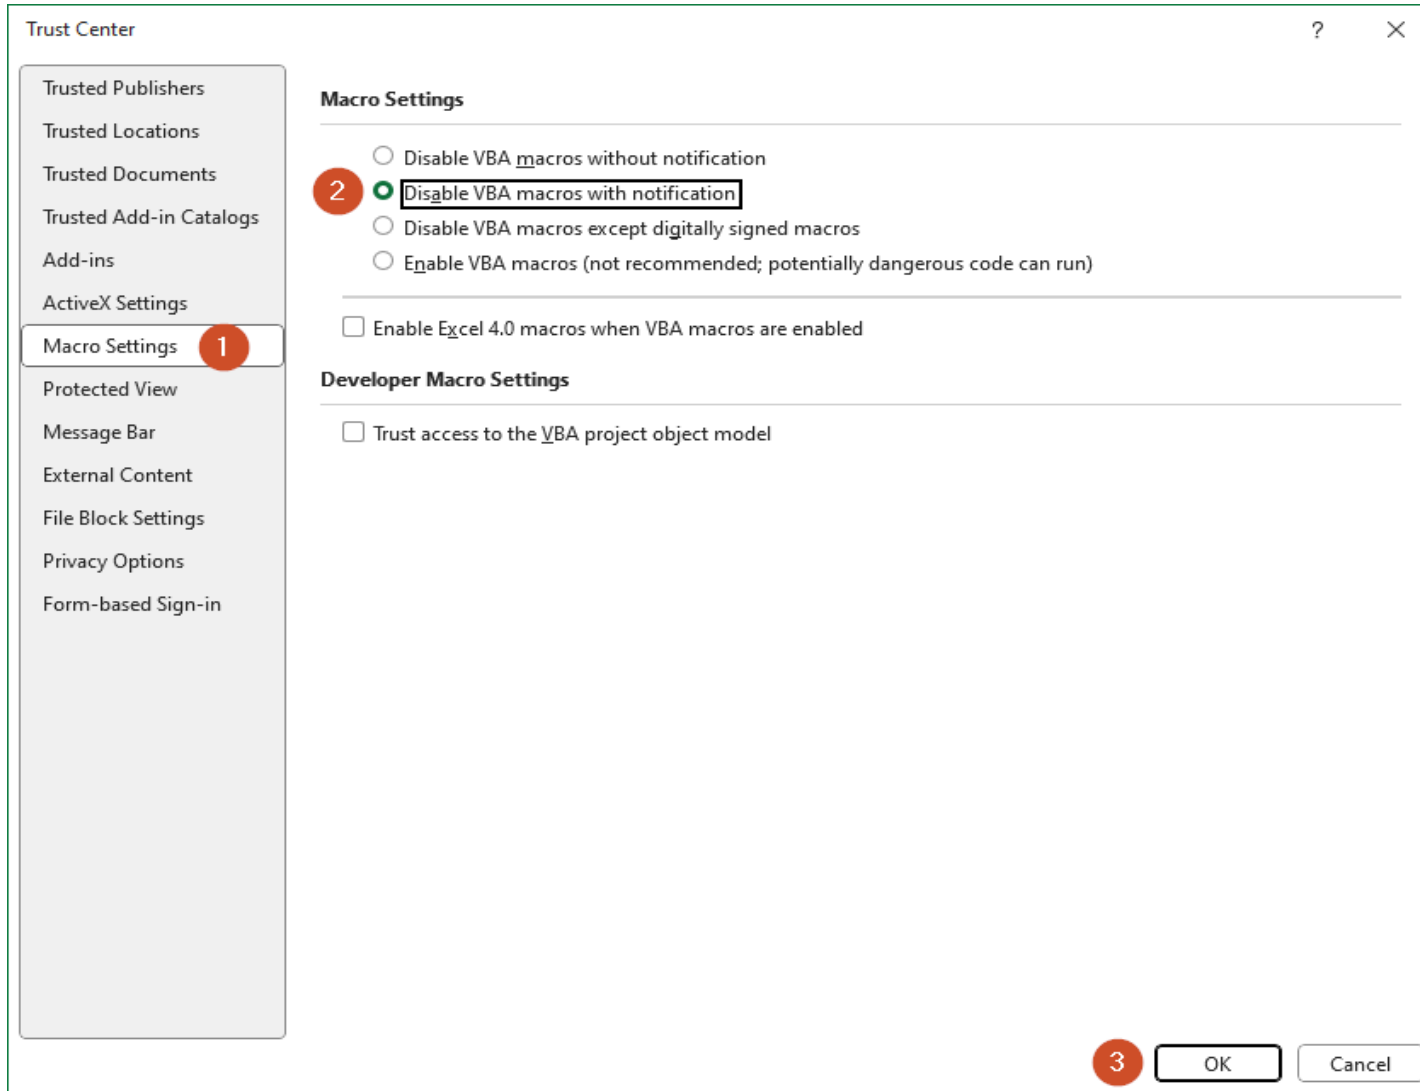 Trust Center
?
Trusted Publishers
Trusted Locations
Trusted Documents
Trusted Add-in Catalogs
Add-ins
ActiveX Settings
Macro Settings 1
Protected View
Message Bar
External Content
File Block Settings
Privacy Options
Form-based Sign-in
Macro Settings
Disable VBA macros without notification
2 Disable VBA macros with notification
Disable VBA macros except digitally signed macros
Enable VBA macros (not recommended; potentially dangerous code can run)
Enable Excel 4.0 macros when VBA macros are enabled
Developer Macro Settings
Trust access to the VBA project object model
3 OK Cancel